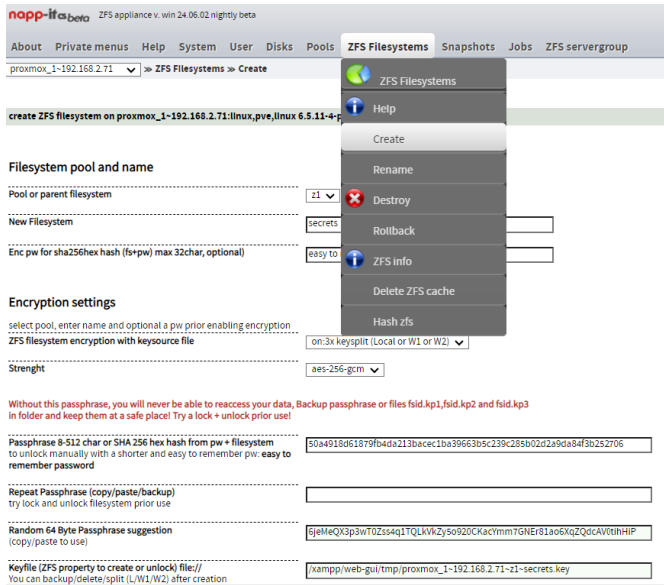 napp-it cs beta ZFS appliance v. win 24.06.02 nightly beta
About Private menus Help System User Disks Pools ZFS Filesystems Snapshots Jobs ZFS servergroup
proxmox_1~192.168.2.71 >> ZFS Filesystems >> Create
ZFS Filesystems
Help
create ZFS filesystem on proxmox_1~192.168.2.71:linux,pve,linux 6.5.11-4-p
Create
Filesystem pool and name
Rename
Pool or parent filesystem z1
Destroy
New Filesystem secrets
Rollback
Enc pw for sha256hex hash (fs+pw) max 32char, optional) easy to
ZFS info
Delete ZFS cache
Encryption settings
Hash zfs
select pool, enter name and optional a pw prior enabling encryption
ZFS filesystem encryption with keysource file on:3x keysplit (Local or W1 or W2)
Strenght aes-256-gcm
Without this passphrase, you will never be able to reaccess your data, Backup passphrase or files fsid.kp1,fsid.kp2 and fsid.kp3
in folder and keep them at a safe place! Try a lock + unlock prior use!
Passphrase 8-512 char or SHA 256 hex hash from pw + filesystem 50a4918d61879fb4da213bacec1ba39663b5c239c285b02d2a9da84f3b252706
to unlock manually with a shorter and easy to remember pw: easy to
remember password
Repeat Passphrase (copy/paste/backup)
try lock and unlock filesystem prior use
Random 64 Byte Passphrase suggestion 6jeMeQX3p3wT0Zss4q1TQLkVkZy5o920CKacYmm7GNEr81ao6XqZQdcAV0tihHiP
(copy/paste to use)
Keyfile (ZFS property to create or unlock) file:// /xampp/web-gui/tmp/proxmox_1~192.168.2.71~z1~secrets.key
You can backup/delete/split (L/W1/W2) after creation